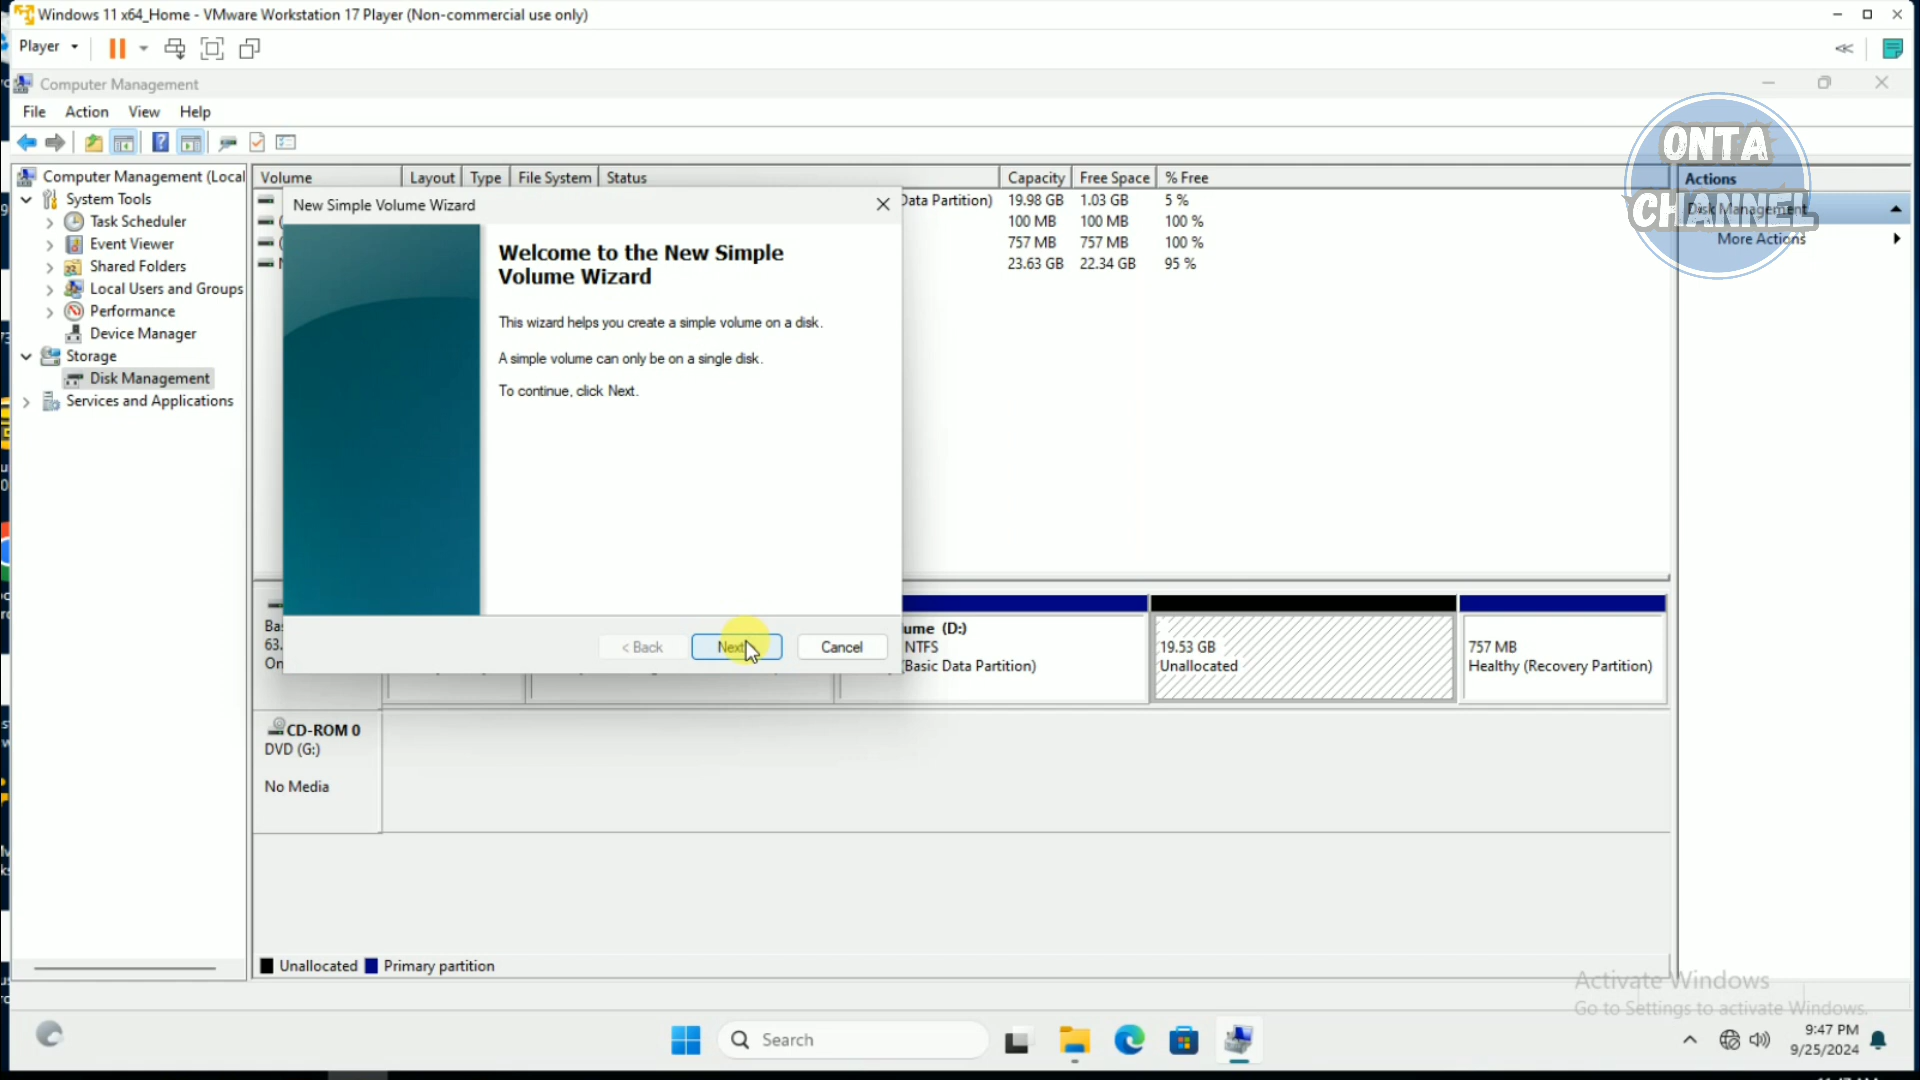 Windows 11 x64_Home - VMware Workstation 17 Player (Non-commercial use only)
Player
Computer Management
File Action View Help
ONTA
CHANNEL
Computer Management (Local
System Tools
Task Scheduler
Event Viewer
Shared Folders
Local Users and Groups
Performance
Device Manager
Storage
Disk Management
Services and Applications
Volume Layout Type File System Status Capacity Free Space % Free
Data Partition) 19.98 GB 1.03 GB 5 %
100 MB 100 MB 100 %
757 MB 757 MB 100 %
23.63 GB 22.34 GB 95 %
Actions
Disk Management
More Actions
New Simple Volume Wizard
Welcome to the New Simple
Volume Wizard
This wizard helps you create a simple volume on a disk.
A simple volume can only be on a single disk.
To continue, click Next.
< Back Next Cancel
Ba
63.
On
ume (D:)
NTFS
(Basic Data Partition)
19.53 GB
Unallocated
757 MB
Healthy (Recovery Partition)
CD-ROM 0
DVD (G:)
No Media
Unallocated Primary partition
Activate Windows
Go to Settings to activate Windows.
Search
9:47 PM
9/25/2024